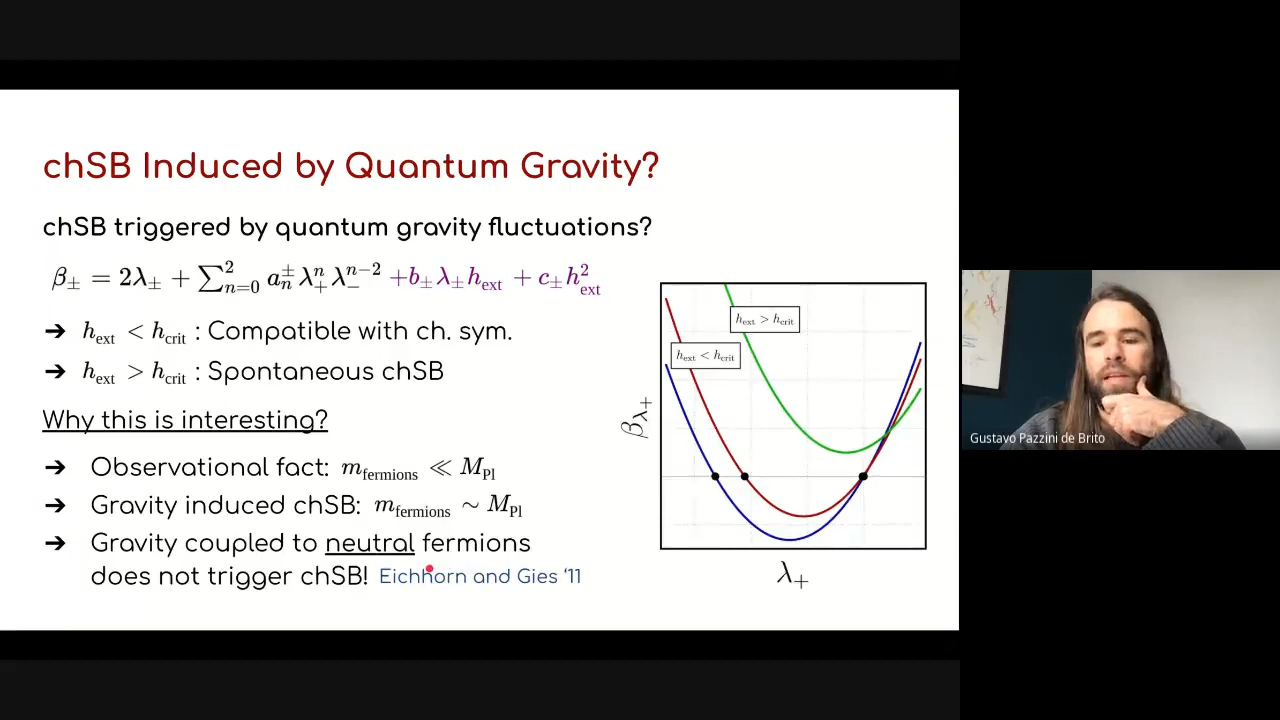 chSB Induced by Quantum Gravity?
chSB triggered by quantum gravity fluctuations?
β± = 2λ± + ∑²ₙ₌₀ aₙ^± λ₊ⁿ λ₋ⁿ⁻² +b±λ±h_ext + c±h²_ext
➔ h_ext < h_crit : Compatible with ch. sym.
➔ h_ext > h_crit : Spontaneous chSB
Why this is interesting?
➔ Observational fact: m_fermions ≪ M_Pl
➔ Gravity induced chSB: m_fermions ∼ M_Pl
➔ Gravity coupled to neutral fermions
does not trigger chSB! Eichhorn and Gies ‘11
h_ext > h_crit
h_ext < h_crit
β_λ₊
λ₊
Gustavo Pazzini de Brito